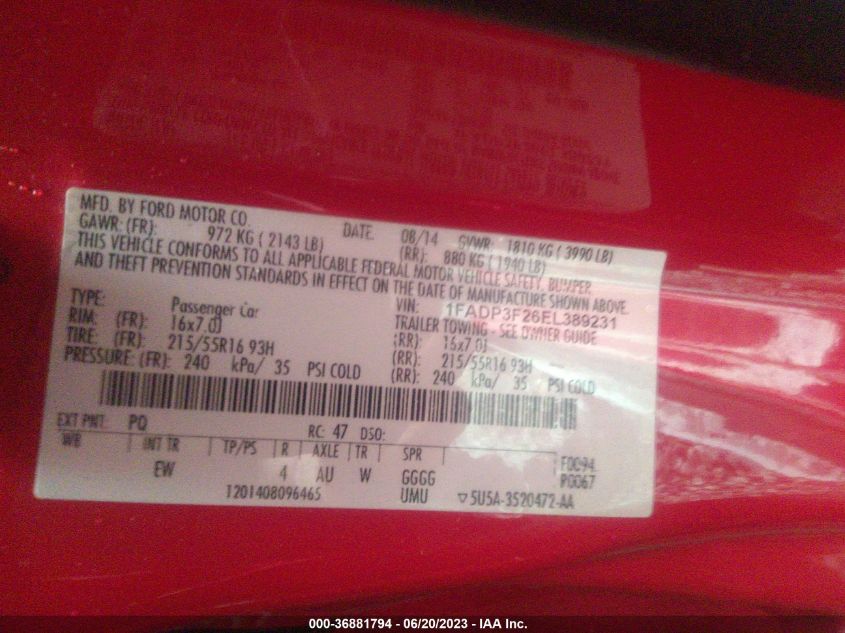 MFD. BY FORD MOTOR CO.
DATE: 08/14 GVWR: 1810 KG ( 3990 LB)
GAWR: (FR): 972 KG ( 2143 LB) (RR): 880 KG ( 1940 LB)
THIS VEHICLE CONFORMS TO ALL APPLICABLE FEDERAL MOTOR VEHICLE SAFETY, BUMPER
AND THEFT PREVENTION STANDARDS IN EFFECT ON THE DATE OF MANUFACTURE SHOWN ABOVE.
VIN: 1FADP3F26EL389231
TYPE: Passenger Car TRAILER TOWING - SEE OWNER GUIDE
RIM: (FR): 16x7.0J (RR): 16x7.0J
TIRE: (FR): 215/55R16 93H (RR): 215/55R16 93H
PRESSURE: (FR): 240 kPa/ 35 PSI COLD (RR): 240 kPa/ 35 PSI COLD
EXT PNT: PQ RC: 47 DSO:
WB INT TR TP/PS R AXLE TR SPR F0094
EW 4 AU W GGGG P0067
1201408096465 UMU ▽5U5A-3520472-AA
000-36881794 - 06/20/2023 - IAA Inc.